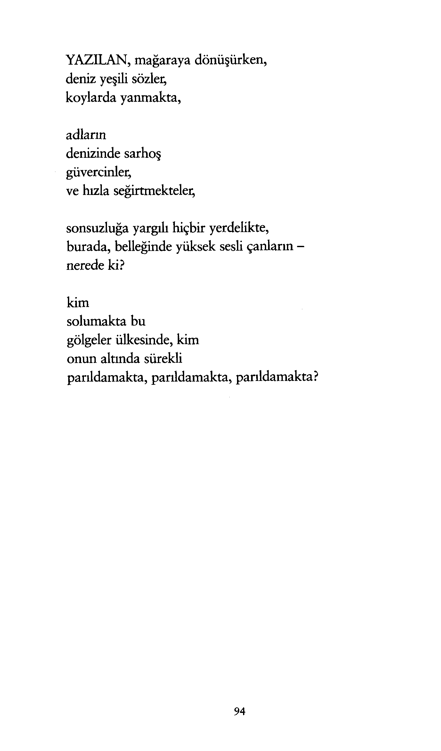 YAZILAN, mağaraya dönüşürken,
deniz yeşili sözler,
koylarda yanmakta,
adların
denizinde sarhoş
güvercinler,
ve hızla seğirtmekteler,
sonsuzluğa yargılı hiçbir yerdelikte,
burada, belleğinde yüksek sesli çanların –
nerede ki?
kim
solumakta bu
gölgeler ülkesinde, kim
onun altında sürekli
parıldamakta, parıldamakta, parıldamakta?
94